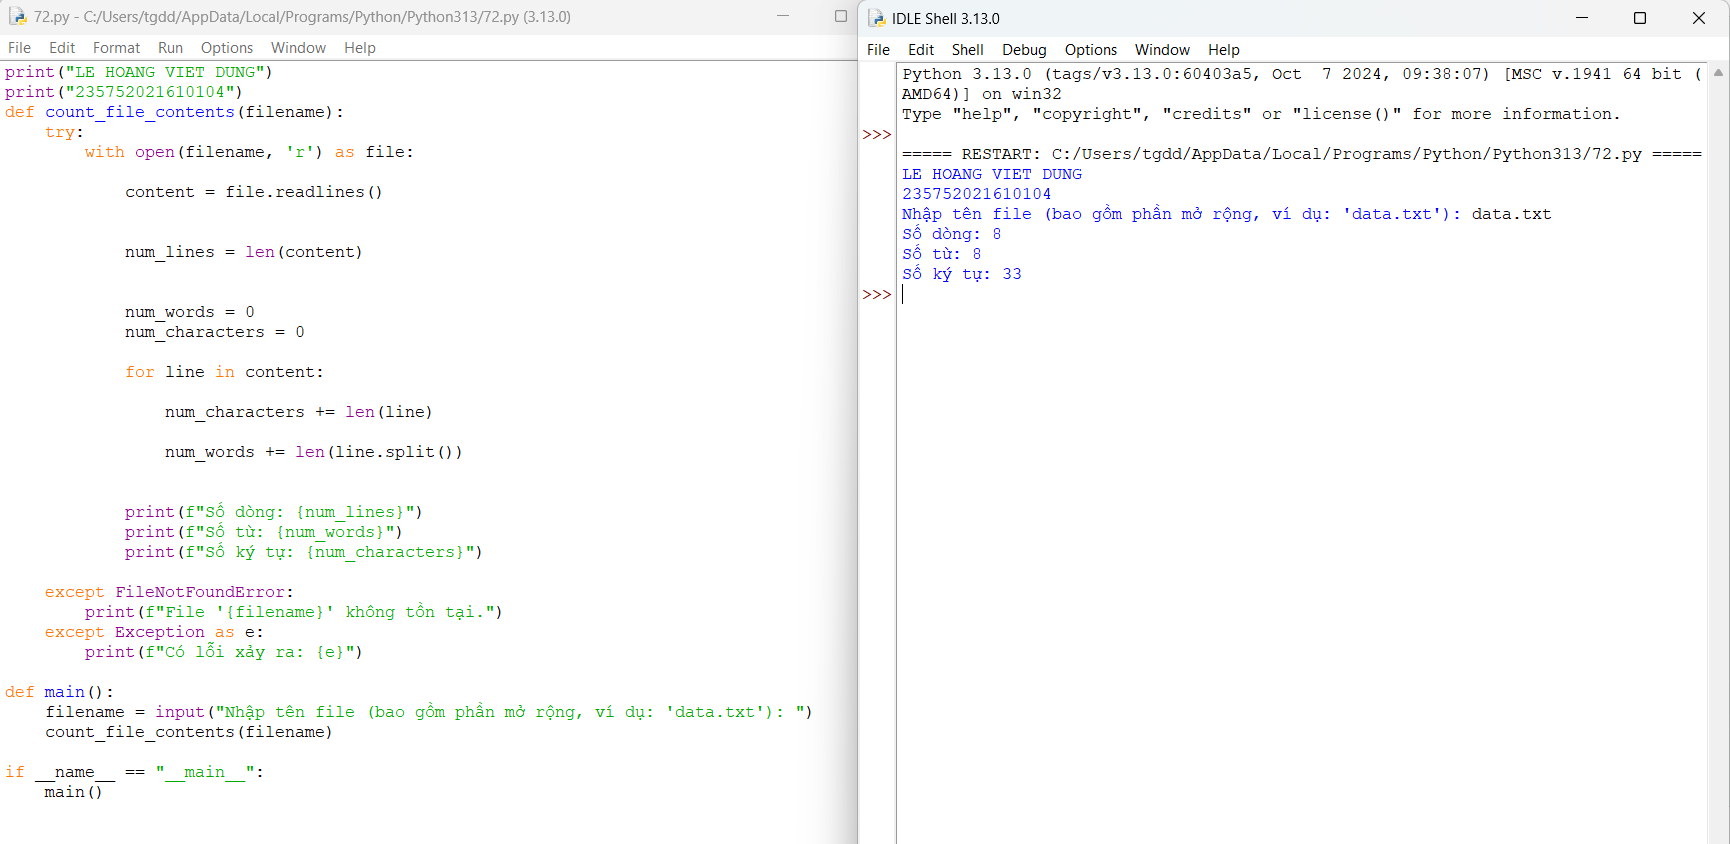 72.py - C:/Users/tgdd/AppData/Local/Programs/Python/Python313/72.py (3.13.0)
File Edit Format Run Options Window Help
print("LE HOANG VIET DUNG")
print("235752021610104")
def count_file_contents(filename):
    try:
        with open(filename, 'r') as file:
            content = file.readlines()
            num_lines = len(content)
            num_words = 0
            num_characters = 0
            for line in content:
                num_characters += len(line)
                num_words += len(line.split())
            print(f"Số dòng: {num_lines}")
            print(f"Số từ: {num_words}")
            print(f"Số ký tự: {num_characters}")
    except FileNotFoundError:
        print(f"File '{filename}' không tồn tại.")
    except Exception as e:
        print(f"Có lỗi xảy ra: {e}")
def main():
    filename = input("Nhập tên file (bao gồm phần mở rộng, ví dụ: 'data.txt'): ")
    count_file_contents(filename)
if __name__ == "__main__":
    main()
IDLE Shell 3.13.0
File Edit Shell Debug Options Window Help
Python 3.13.0 (tags/v3.13.0:60403a5, Oct  7 2024, 09:38:07) [MSC v.1941 64 bit (
AMD64)] on win32
Type "help", "copyright", "credits" or "license()" for more information.
>>>
===== RESTART: C:/Users/tgdd/AppData/Local/Programs/Python/Python313/72.py =====
LE HOANG VIET DUNG
235752021610104
Nhập tên file (bao gồm phần mở rộng, ví dụ: 'data.txt'): data.txt
Số dòng: 8
Số từ: 8
Số ký tự: 33
>>>